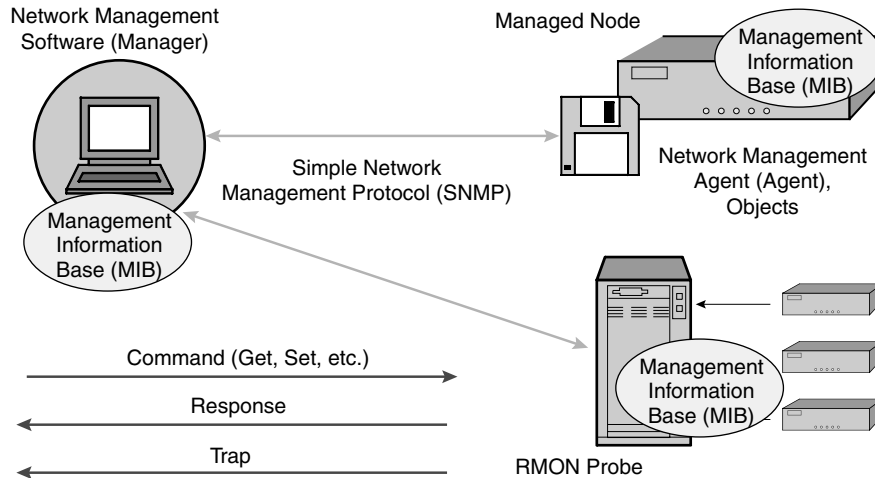 Network Management
Software (Manager)
Managed Node
Management
Information
Base (MIB)
Simple Network
Management Protocol (SNMP)
Network Management
Agent (Agent),
Objects
Management
Information
Base (MIB)
Command (Get, Set, etc.)
Response
Trap
Management
Information
Base (MIB)
RMON Probe